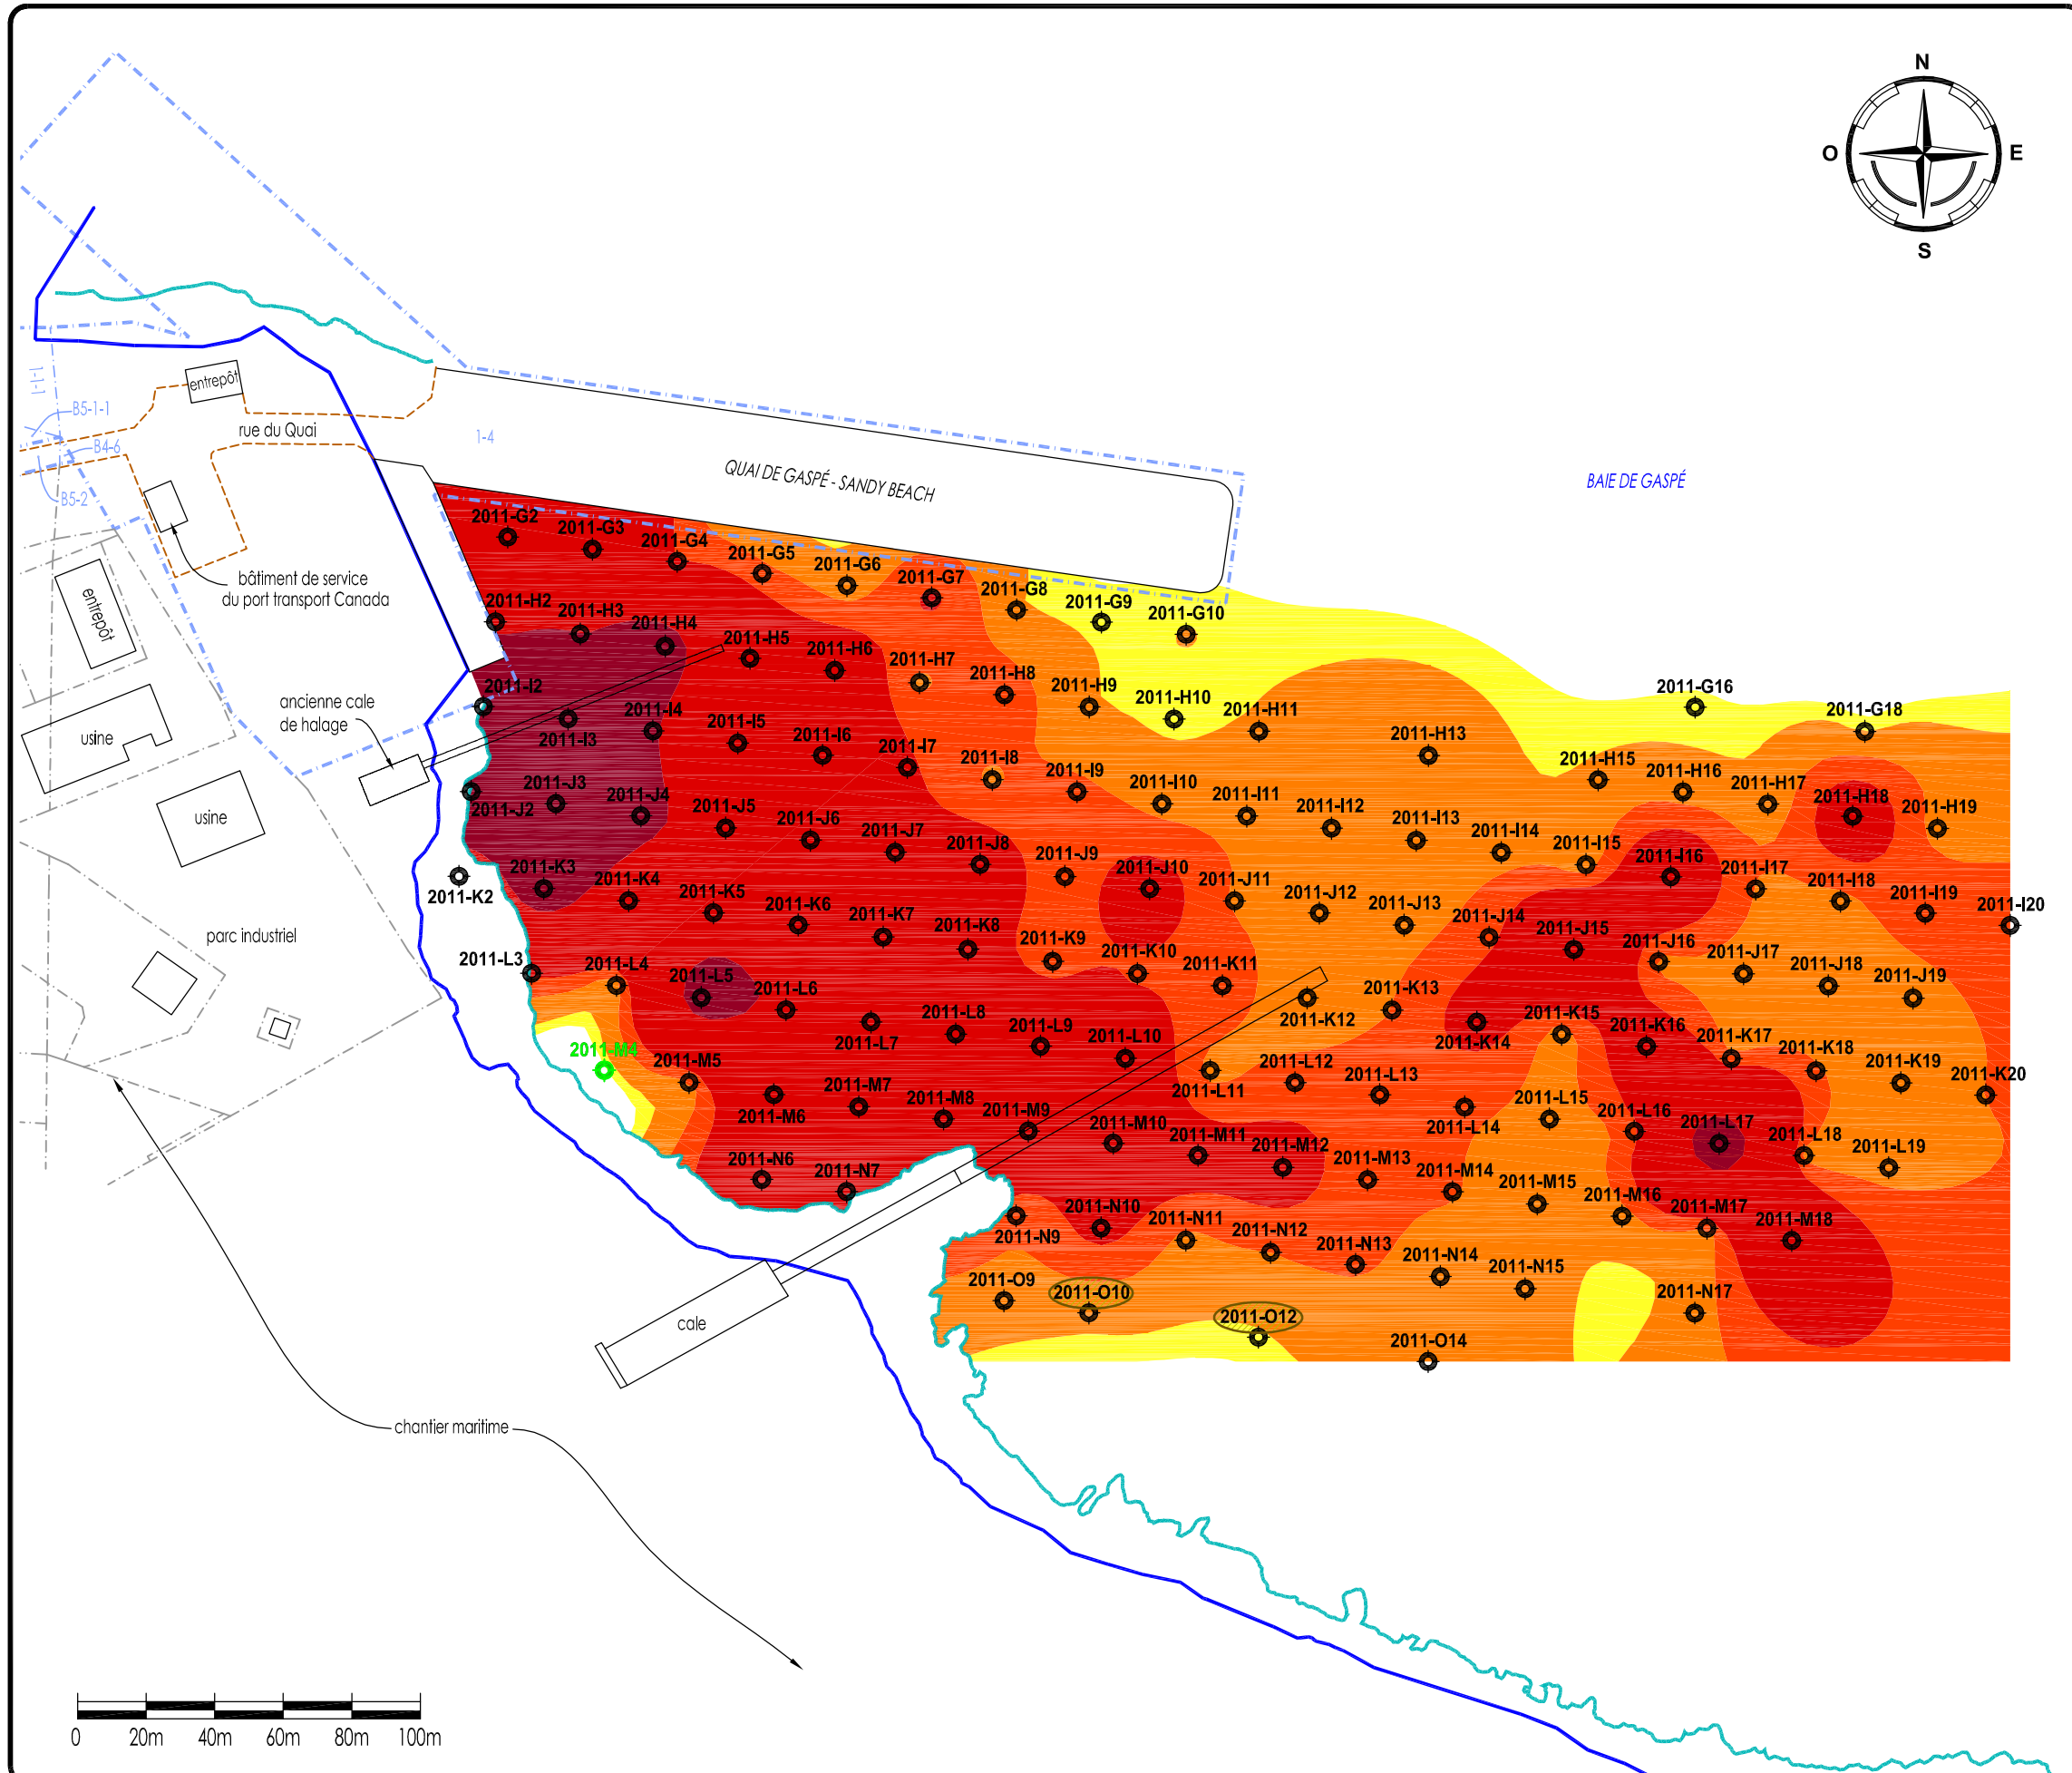 N
O
E
S
entrepôt
1-1-1
B5-1-1
rue du Quai
B4-6
B5-2
1-4
QUAI DE GASPÉ - SANDY BEACH
BAIE DE GASPÉ
bâtiment de service
du port transport Canada
entrepôt
usine
ancienne cale
de halage
usine
parc industriel
cale
chantier maritime
2011-G2
2011-G3
2011-G4
2011-G5
2011-G6
2011-G7
2011-G8
2011-G9
2011-G10
2011-G16
2011-G18
2011-H2
2011-H3
2011-H4
2011-H5
2011-H6
2011-H7
2011-H8
2011-H9
2011-H10
2011-H11
2011-H13
2011-H15
2011-H16
2011-H17
2011-H18
2011-H19
2011-I2
2011-I3
2011-I4
2011-I5
2011-I6
2011-I7
2011-I8
2011-I9
2011-I10
2011-I11
2011-I12
2011-I13
2011-I14
2011-I15
2011-I16
2011-I17
2011-I18
2011-I19
2011-I20
2011-J2
2011-J3
2011-J4
2011-J5
2011-J6
2011-J7
2011-J8
2011-J9
2011-J10
2011-J11
2011-J12
2011-J13
2011-J14
2011-J15
2011-J16
2011-J17
2011-J18
2011-J19
2011-K2
2011-K3
2011-K4
2011-K5
2011-K6
2011-K7
2011-K8
2011-K9
2011-K10
2011-K11
2011-K12
2011-K13
2011-K14
2011-K15
2011-K16
2011-K17
2011-K18
2011-K19
2011-K20
2011-L3
2011-L4
2011-L5
2011-L6
2011-L7
2011-L8
2011-L9
2011-L10
2011-L11
2011-L12
2011-L13
2011-L14
2011-L15
2011-L16
2011-L17
2011-L18
2011-L19
2011-M4
2011-M5
2011-M6
2011-M7
2011-M8
2011-M9
2011-M10
2011-M11
2011-M12
2011-M13
2011-M14
2011-M15
2011-M16
2011-M17
2011-M18
2011-N6
2011-N7
2011-N9
2011-N10
2011-N11
2011-N12
2011-N13
2011-N14
2011-N15
2011-N17
2011-O9
2011-O10
2011-O12
2011-O14
0 20m 40m 60m 80m 100m